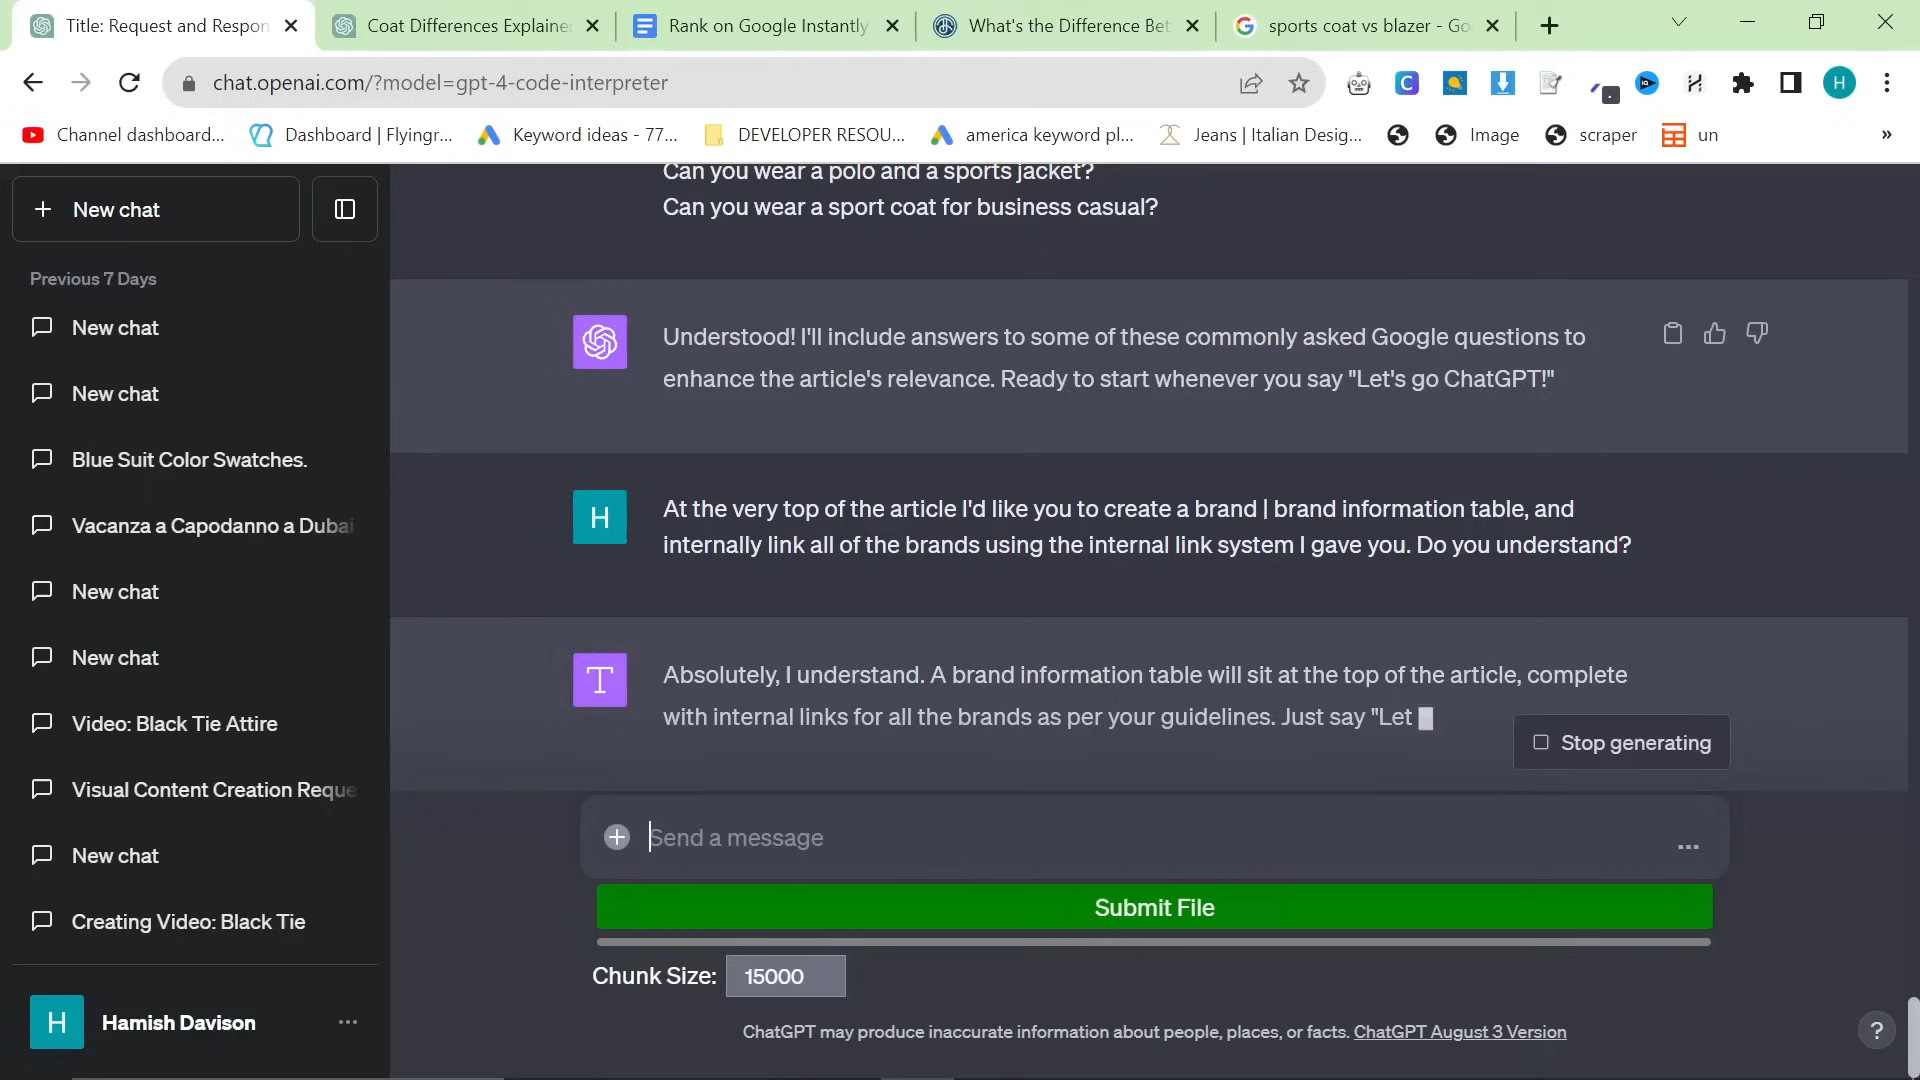 Title: Request and Respon
Coat Differences Explaine
Rank on Google Instantly
What's the Difference Bet
sports coat vs blazer - Go
chat.openai.com/?model=gpt-4-code-interpreter
C
H
Channel dashboard...
Dashboard | Flyingr...
Keyword ideas - 77...
DEVELOPER RESOU...
america keyword pl...
Jeans | Italian Desig...
Image
scraper
un
»
New chat
Previous 7 Days
New chat
New chat
Blue Suit Color Swatches.
Vacanza a Capodanno a Dubai
New chat
New chat
Video: Black Tie Attire
Visual Content Creation Reque
New chat
Creating Video: Black Tie
H
Hamish Davison
Can you wear a polo and a sports jacket?
Can you wear a sport coat for business casual?
Understood! I'll include answers to some of these commonly asked Google questions to
enhance the article's relevance. Ready to start whenever you say "Let's go ChatGPT!"
H
At the very top of the article I'd like you to create a brand | brand information table, and
internally link all of the brands using the internal link system I gave you. Do you understand?
T
Absolutely, I understand. A brand information table will sit at the top of the article, complete
with internal links for all the brands as per your guidelines. Just say "Let
Stop generating
Send a message
Submit File
Chunk Size: 15000
ChatGPT may produce inaccurate information about people, places, or facts. ChatGPT August 3 Version
?